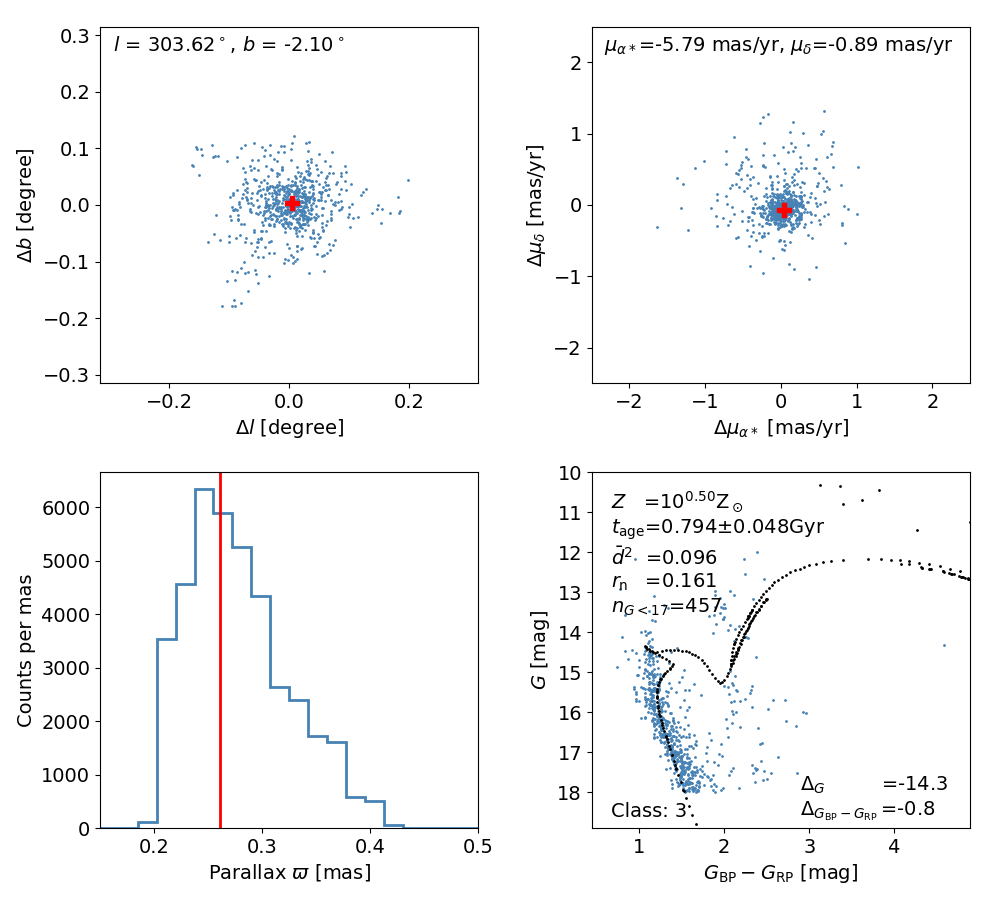 l = 303.62°, b = -2.10°
0.3
0.2
0.1
0.0
−0.1
−0.2
−0.3
Δb [degree]
−0.2 0.0 0.2
Δl [degree]
μα*=-5.79 mas/yr, μδ=-0.89 mas/yr
2
1
0
−1
−2
Δμδ [mas/yr]
−2 −1 0 1 2
Δμα* [mas/yr]
6000
5000
4000
3000
2000
1000
0
Counts per mas
0.2 0.3 0.4 0.5
Parallax ϖ [mas]
10
11
12
13
14
15
16
17
18
G [mag]
Z =10^0.50 Z⊙
t_age=0.794±0.048Gyr
d̄² =0.096
r_n =0.161
n_G<17=457
Δ_G =-14.3
Δ_GBP−GRP =-0.8
Class: 3
1 2 3 4
G_BP − G_RP [mag]